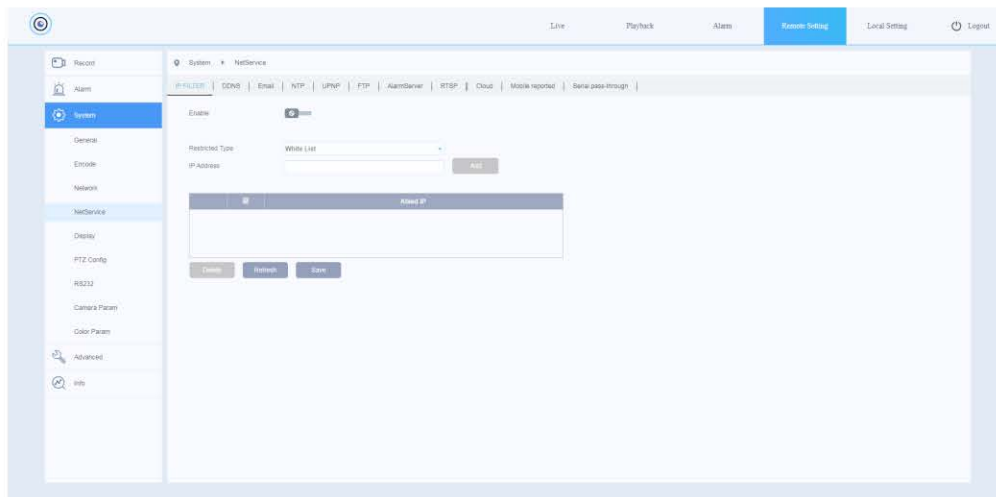 Live Playback Alarm Remote Setting Local Setting Logout
Record
Alarm
System
General
Encode
Network
NetService
Display
PTZ Config
RS232
Camera Param
Color Param
Advanced
Info
System NetService
IP FILTER | DDNS | Email | NTP | UPNP | FTP | AlarmServer | RTSP | Cloud | Mobile reported | Serial pass-through |
Enable
Restricted Type White List
IP Address Add
Allowed IP
Delete Refresh Save